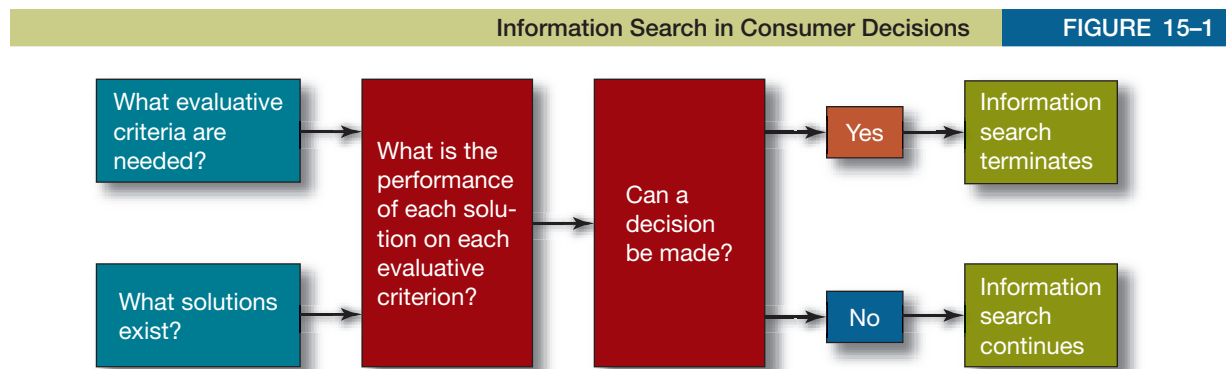 Information Search in Consumer Decisions
FIGURE 15–1
What evaluative
criteria are
needed?
What solutions
exist?
What is the
performance
of each solu-
tion on each
evaluative
criterion?
Can a
decision
be made?
Yes
Information
search
terminates
No
Information
search
continues